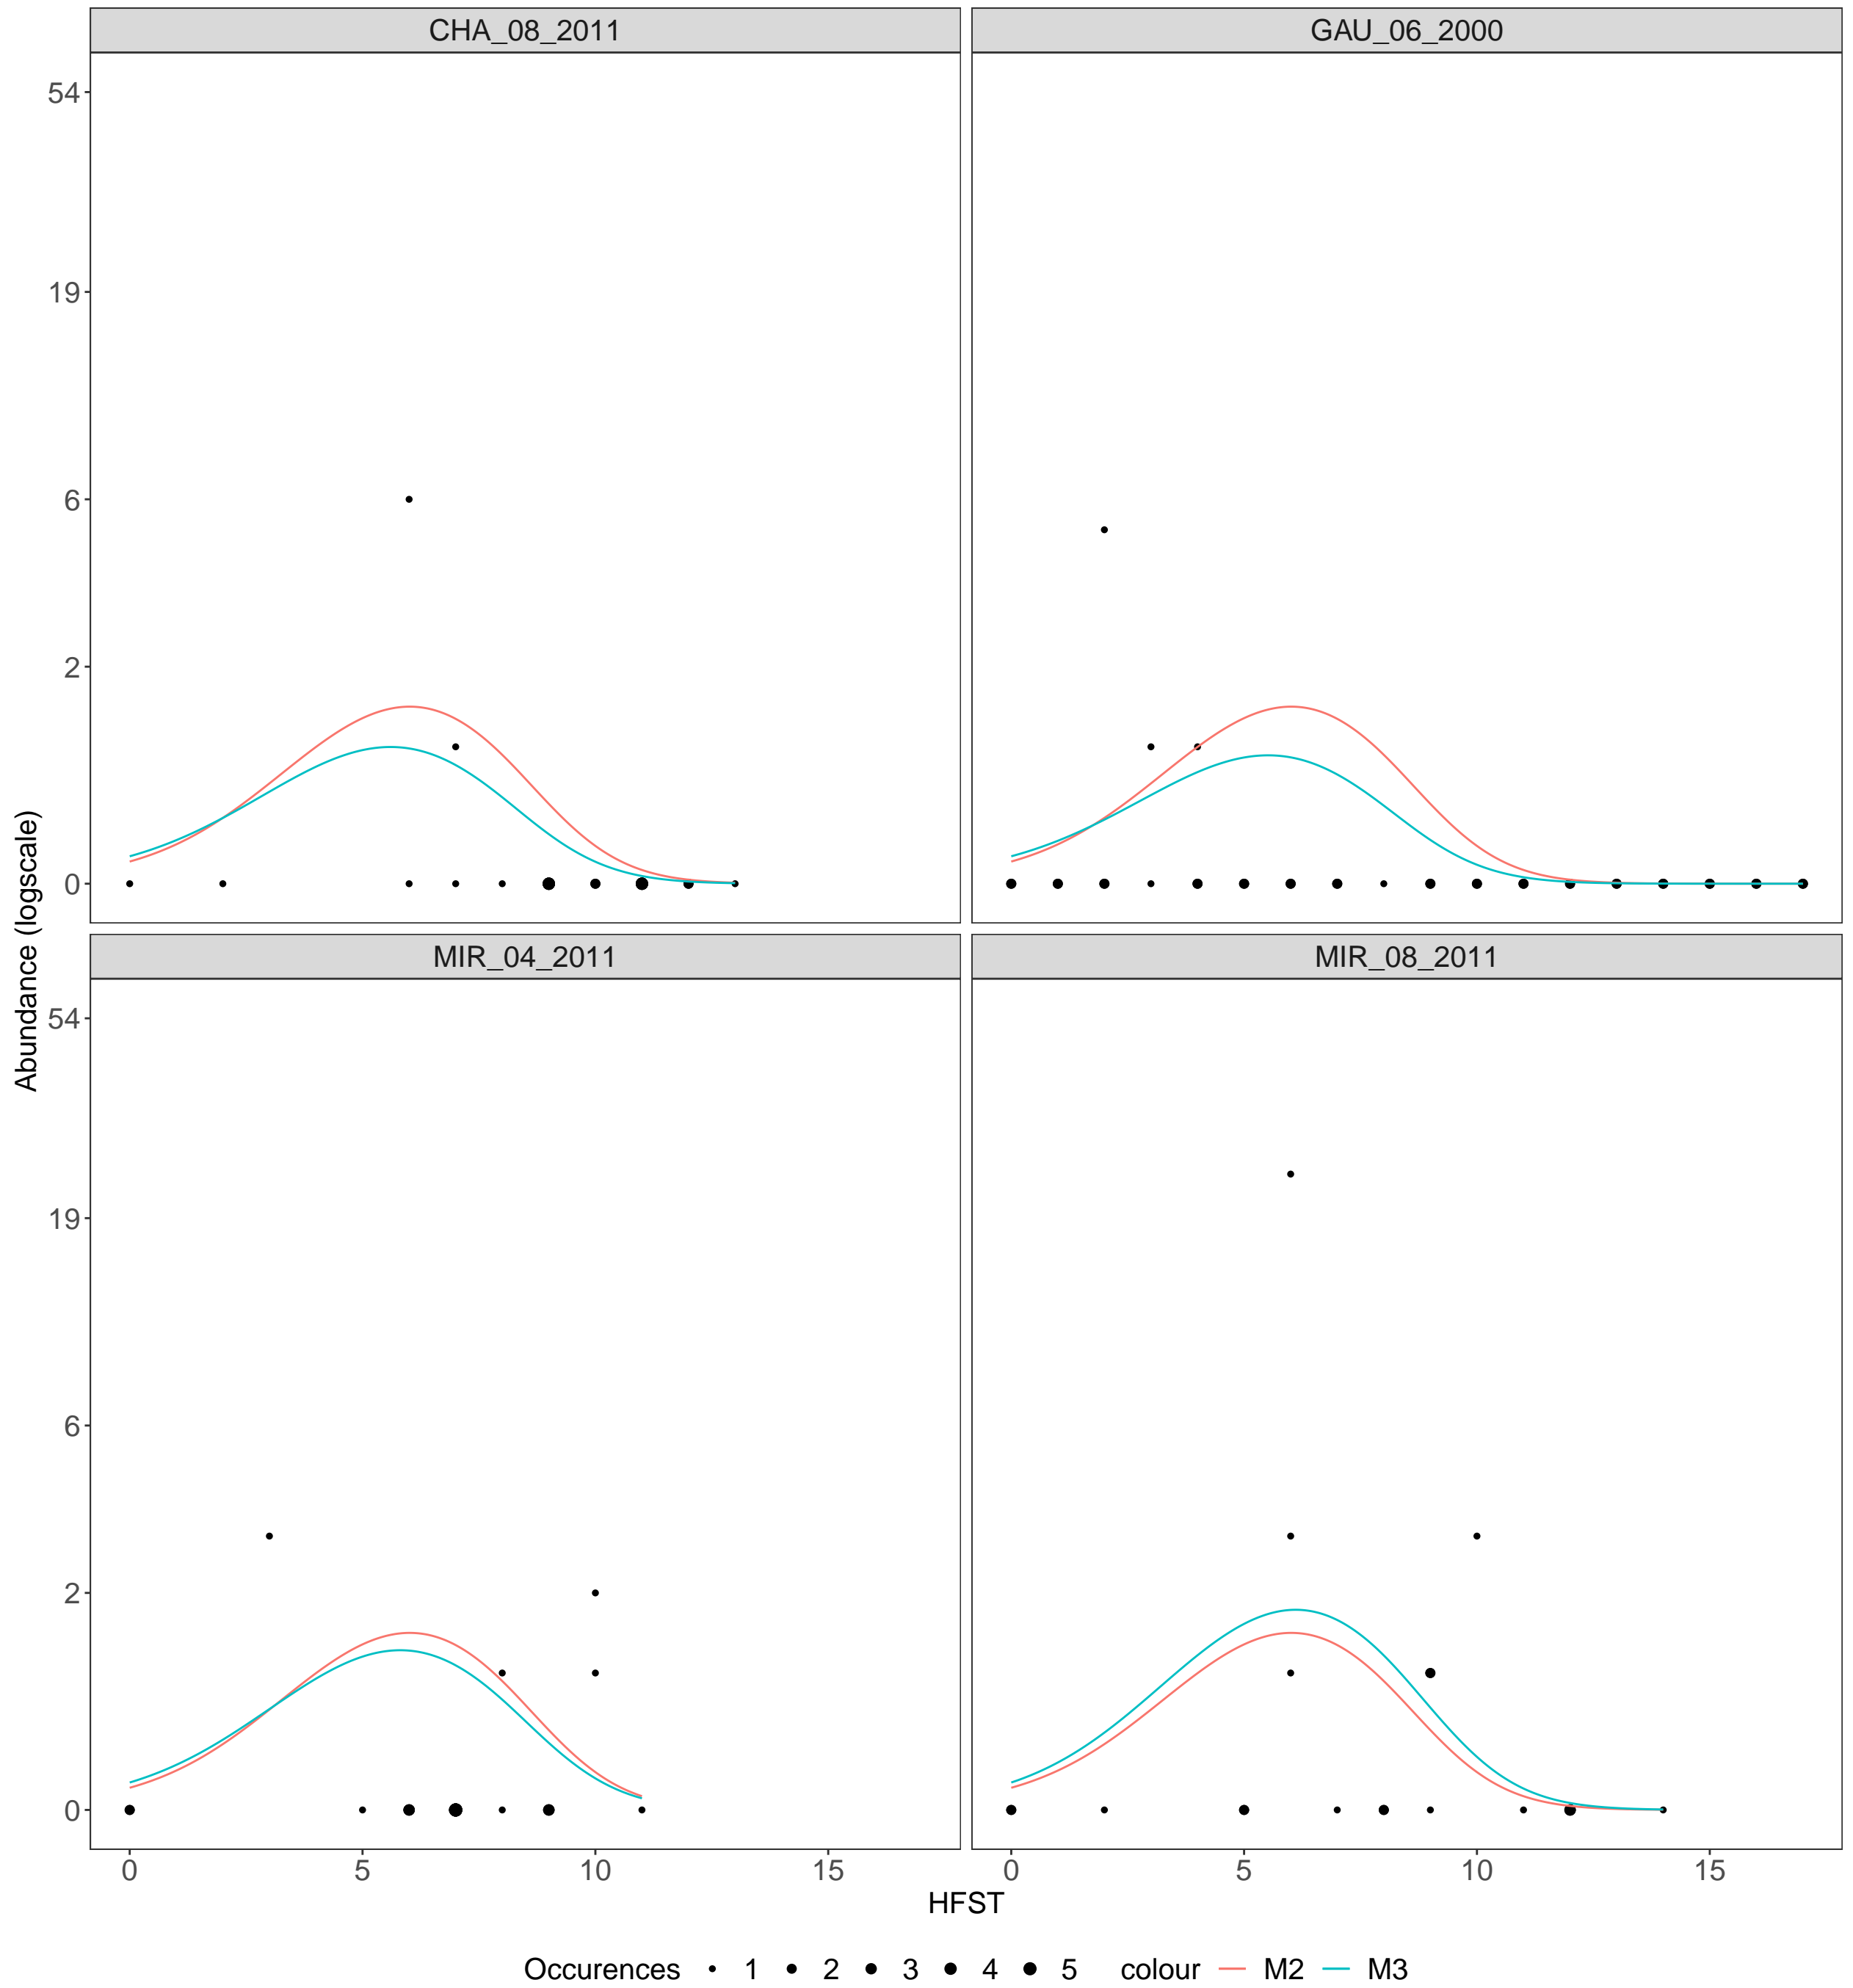 CHA_08_2011 GAU_06_2000
54
19
6
2
0
MIR_04_2011 MIR_08_2011
54
19
6
2
0
Abundance (logscale)
0 5 10 15 0 5 10 15
HFST
Occurences 1 2 3 4 5 colour M2 M3